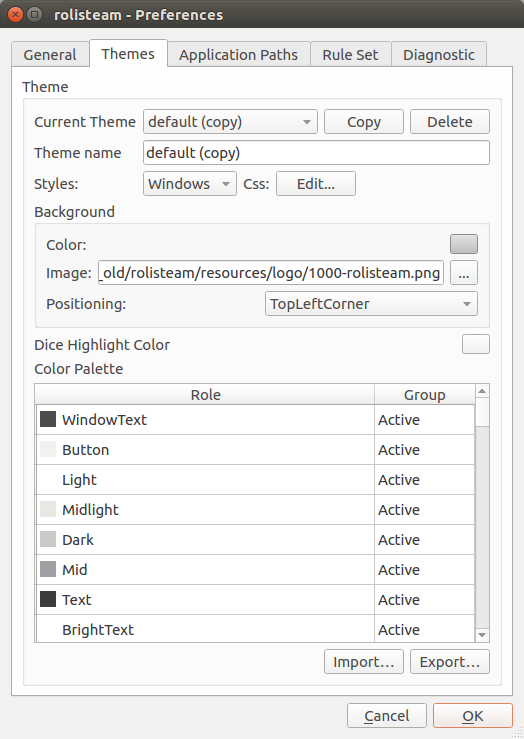 rolisteam - Preferences
General Themes Application Paths Rule Set Diagnostic
Theme
Current Theme default (copy) Copy Delete
Theme name default (copy)
Styles: Windows Css: Edit...
Background
Color:
Image: _old/rolisteam/resources/logo/1000-rolisteam.png ...
Positioning: TopLeftCorner
Dice Highlight Color
Color Palette
Role Group
WindowText Active
Button Active
Light Active
Midlight Active
Dark Active
Mid Active
Text Active
BrightText Active
Import... Export...
Cancel OK